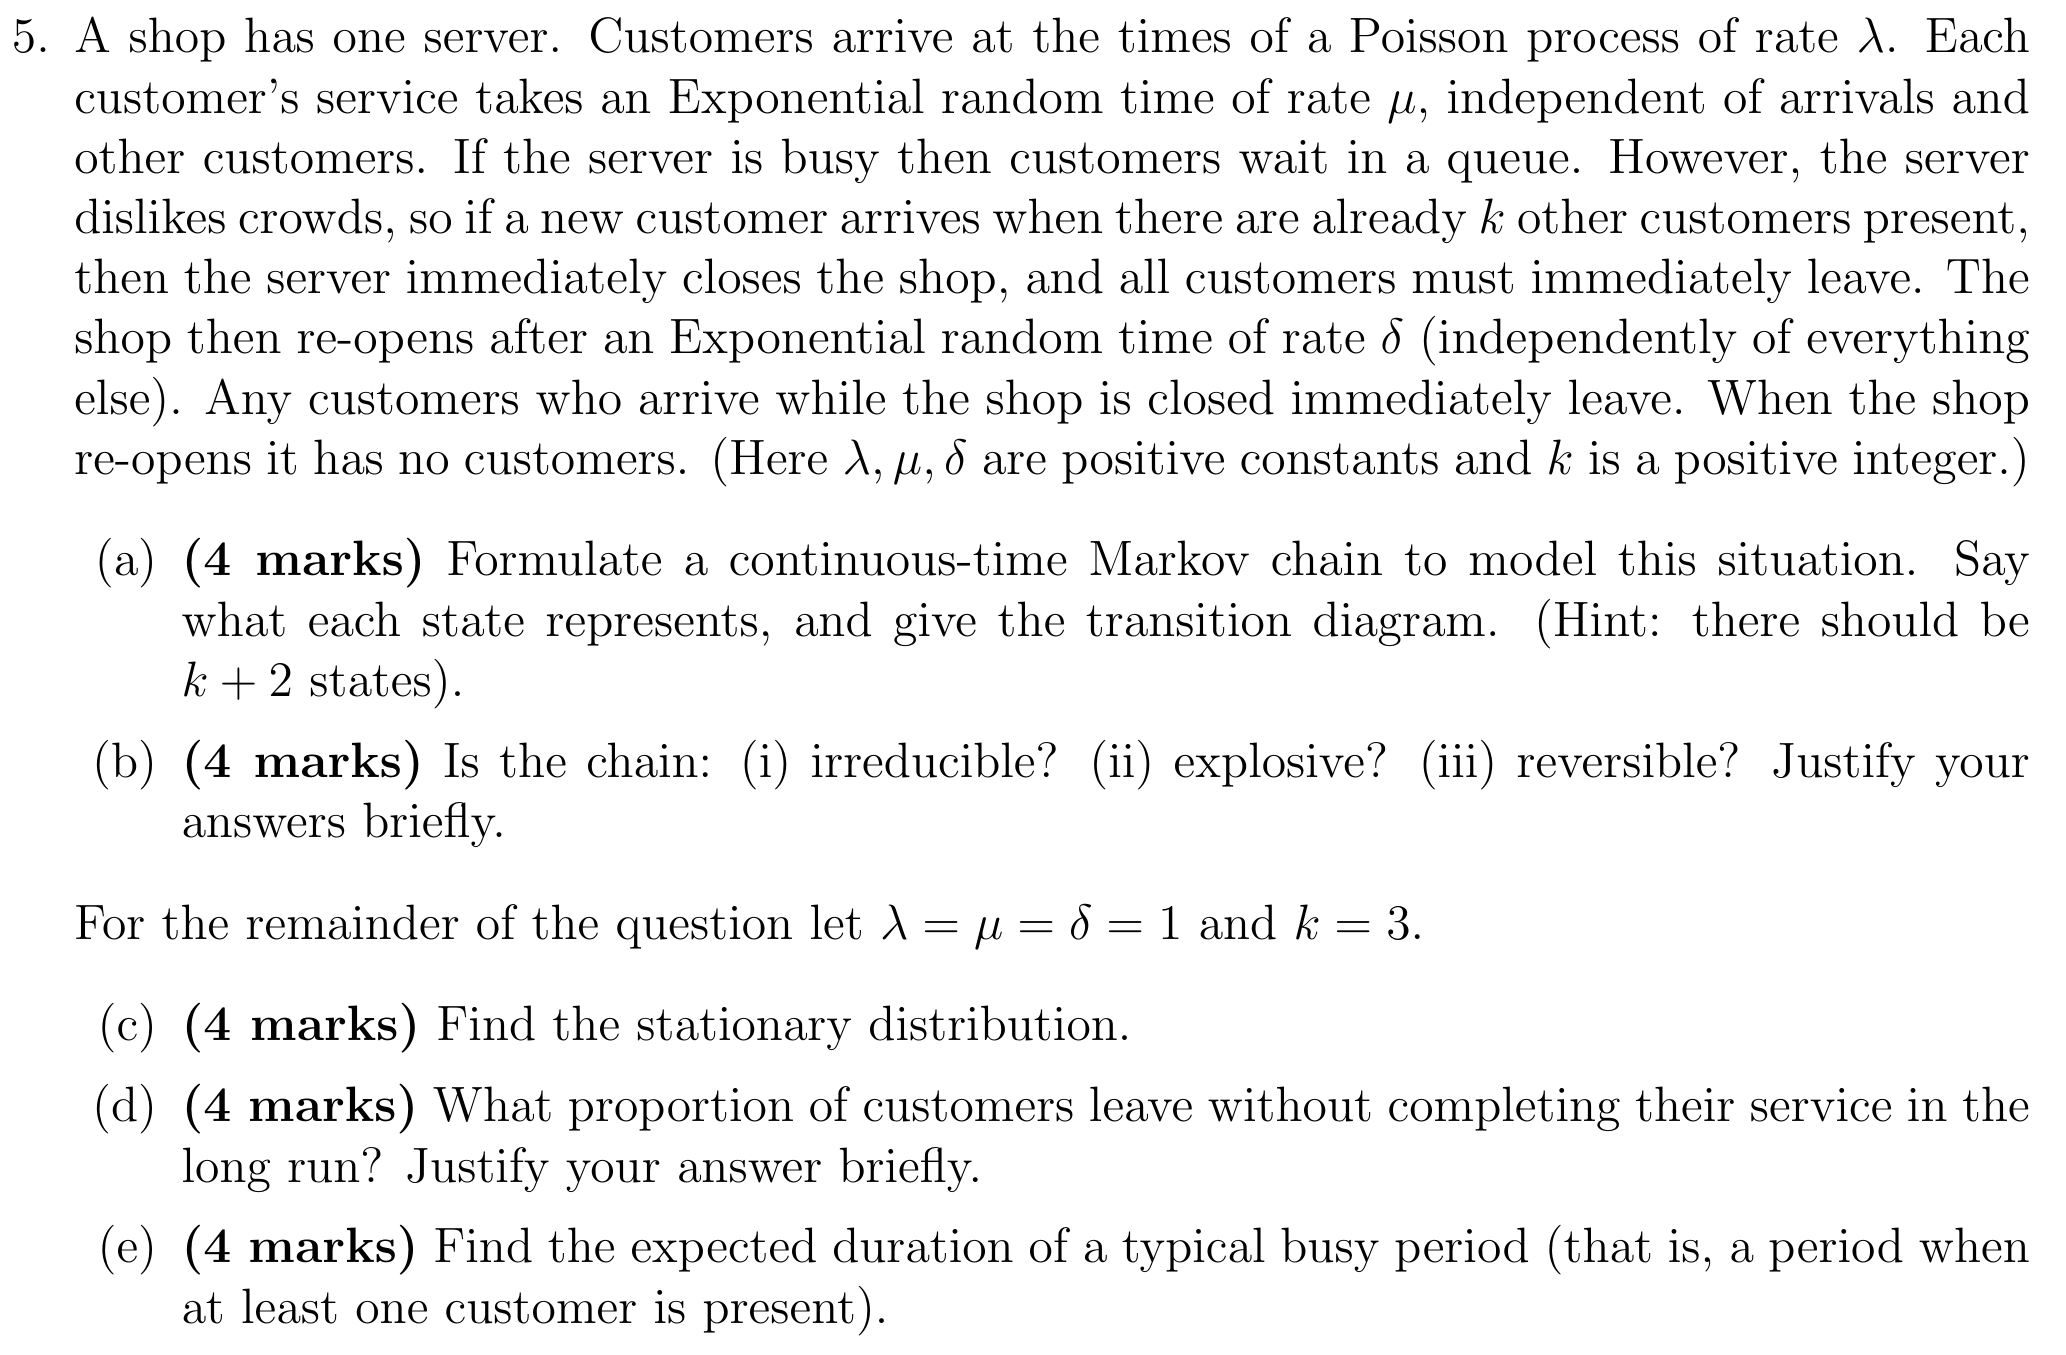 5. A shop has one server. Customers arrive at the times of a Poisson process of rate λ. Each
customer's service takes an Exponential random time of rate μ, independent of arrivals and
other customers. If the server is busy then customers wait in a queue. However, the server
dislikes crowds, so if a new customer arrives when there are already k other customers present,
then the server immediately closes the shop, and all customers must immediately leave. The
shop then re-opens after an Exponential random time of rate δ (independently of everything
else). Any customers who arrive while the shop is closed immediately leave. When the shop
re-opens it has no customers. (Here λ, μ, δ are positive constants and k is a positive integer.)
(a) (4 marks) Formulate a continuous-time Markov chain to model this situation. Say
what each state represents, and give the transition diagram. (Hint: there should be
k + 2 states).
(b) (4 marks) Is the chain: (i) irreducible? (ii) explosive? (iii) reversible? Justify your
answers briefly.
For the remainder of the question let λ = μ = δ = 1 and k = 3.
(c) (4 marks) Find the stationary distribution.
(d) (4 marks) What proportion of customers leave without completing their service in the
long run? Justify your answer briefly.
(e) (4 marks) Find the expected duration of a typical busy period (that is, a period when
at least one customer is present).